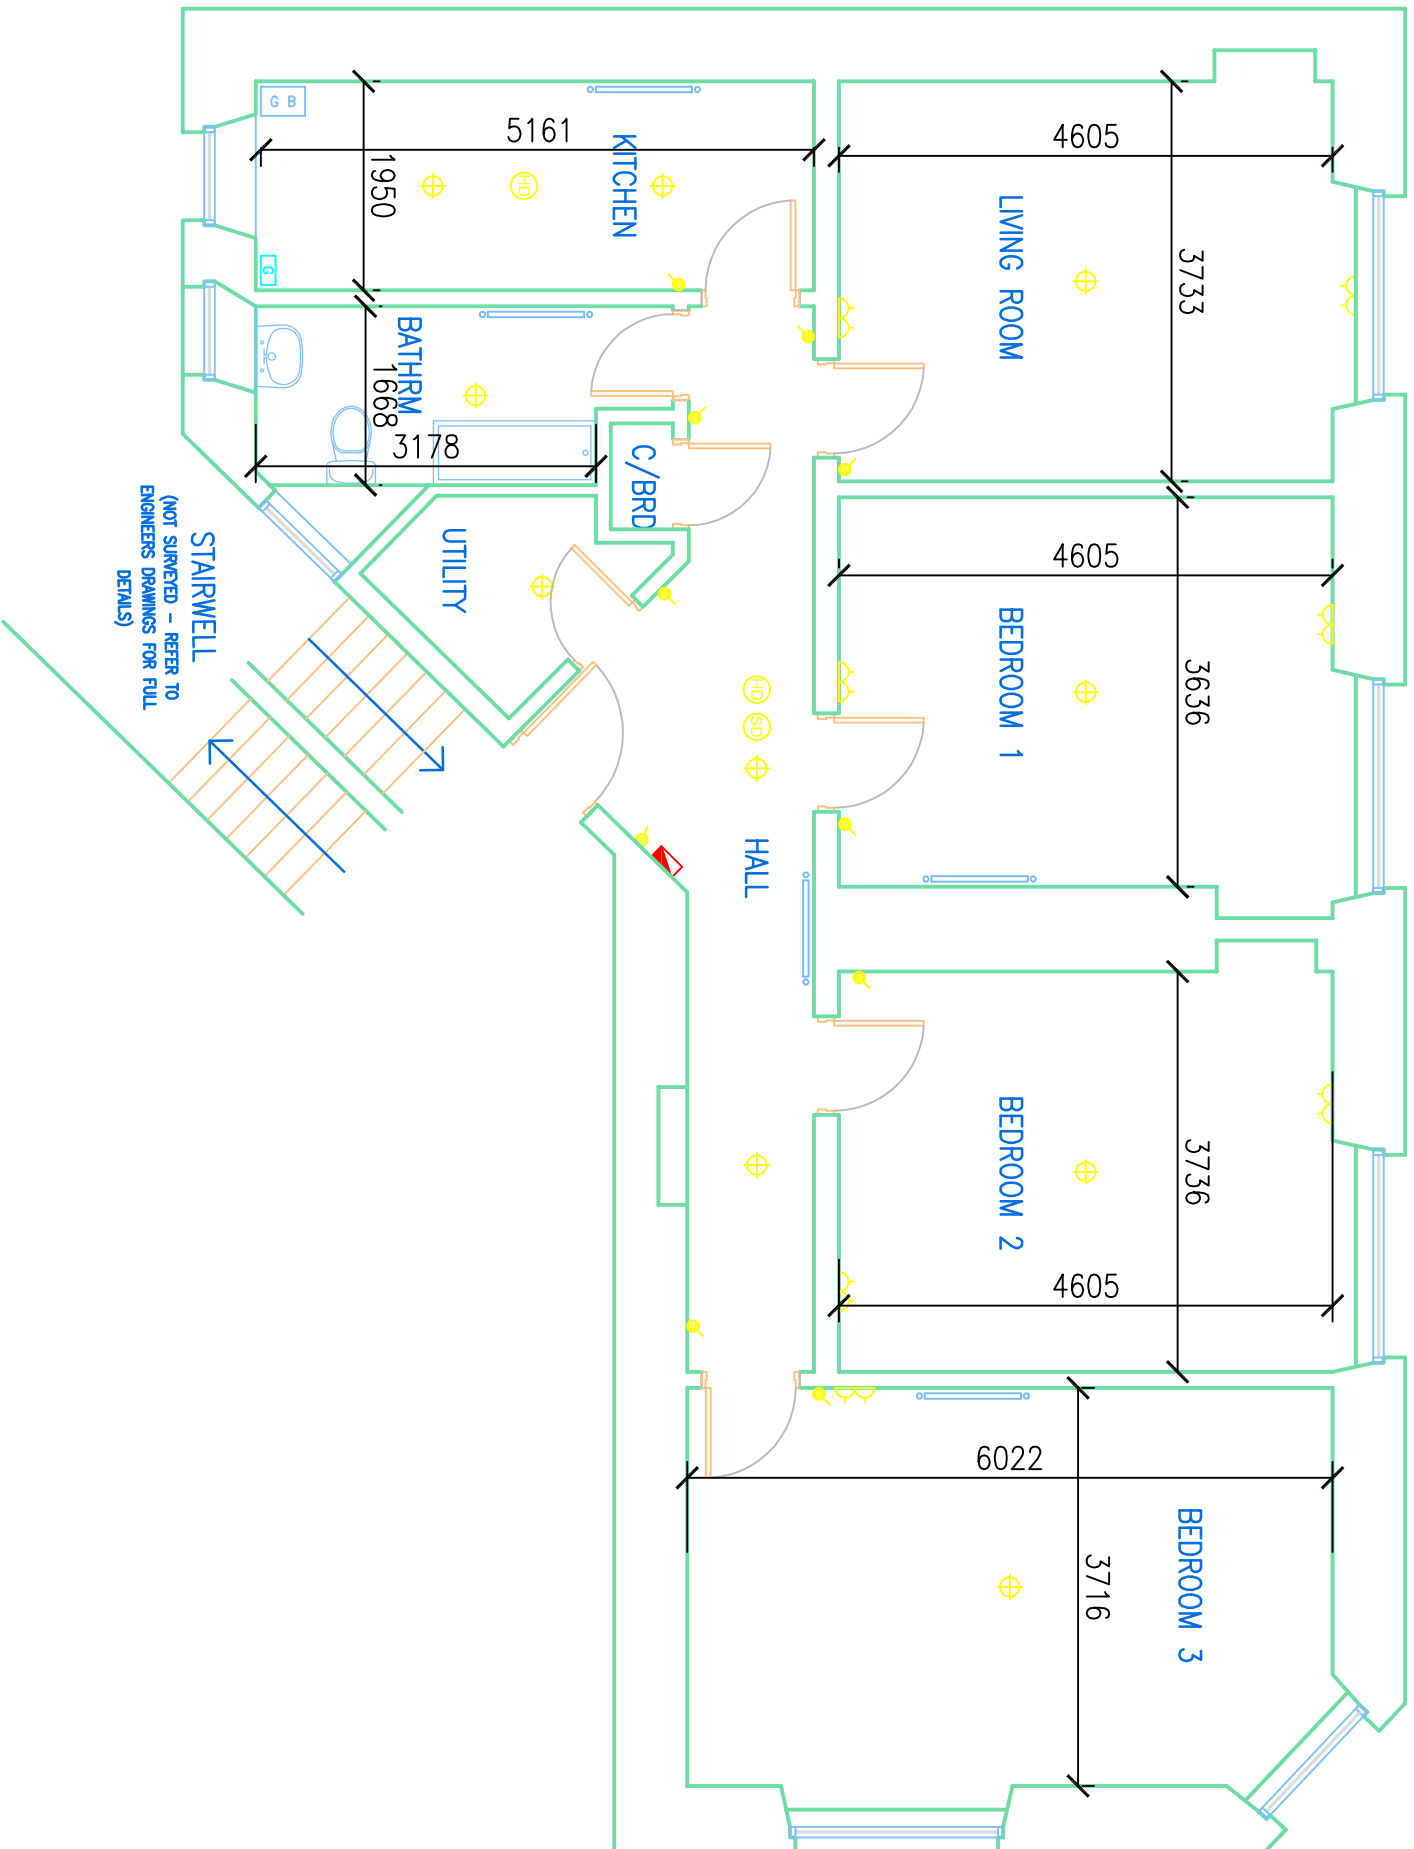 G B
5161
KITCHEN
1950
HD
G
4605
LIVING ROOM
3733
BATHRM
1668
3178
C/BRD
UTILITY
STAIRWELL
(NOT SURVEYED - REFER TO
ENGINEERS DRAWINGS FOR FULL
DETAILS)
4605
BEDROOM 1
3636
HD
SD
HALL
BEDROOM 2
3736
4605
6022
3716
BEDROOM 3